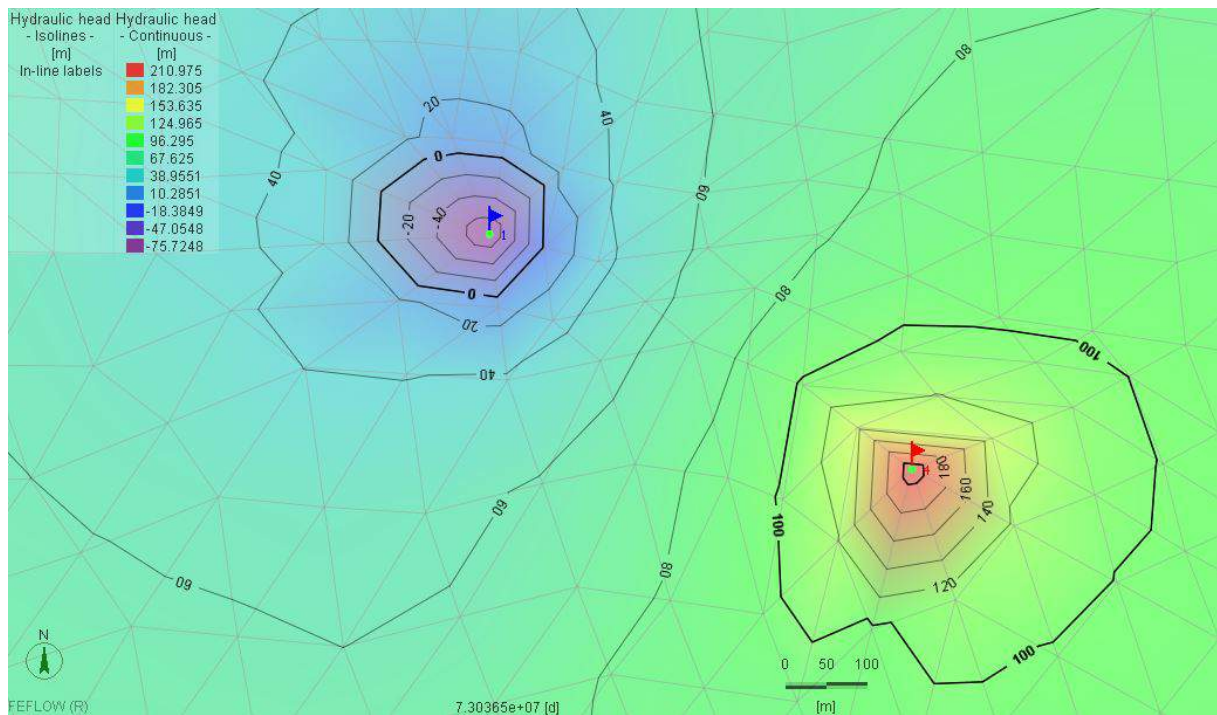 Hydraulic head
- Isolines -
[m]
In-line labels
Hydraulic head
- Continuous -
[m]
210.975
182.305
153.635
124.965
96.295
67.625
38.9551
10.2851
-18.3849
-47.0548
-75.7248
20
40
40
0
-20
-40
1
0
20
40
60
60
60
80
80
80
100
100
100
180
160
140
120
N
0 50 100
[m]
FEFLOW (R)
7.30365e+07 [d]